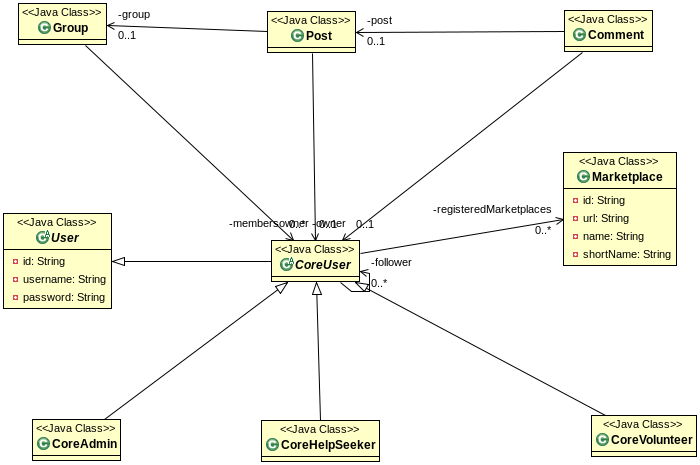 <<Java Class>>
Group
-group
0..1
<<Java Class>>
Post
-post
0..1
<<Java Class>>
Comment
<<Java Class>>
Marketplace
id: String
url: String
name: String
shortName: String
-registeredMarketplaces
0..*
-members
0..*
owner
0..1
-owner
0..1
<<Java Class>>
User
id: String
username: String
password: String
<<Java Class>>
CoreUser
-follower
0..*
<<Java Class>>
CoreAdmin
<<Java Class>>
CoreHelpSeeker
<<Java Class>>
CoreVolunteer